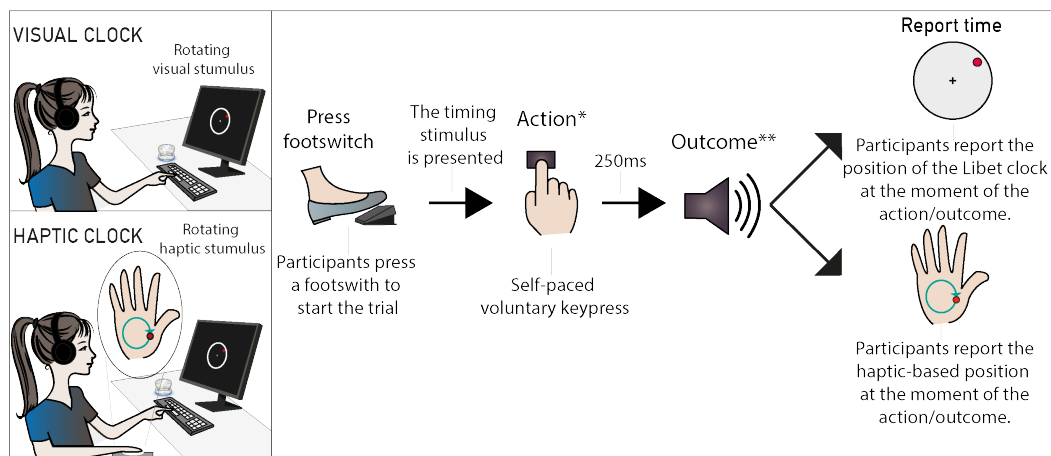 VISUAL CLOCK
Rotating
visual stumulus
HAPTIC CLOCK
Rotating
haptic stumulus
Press
footswitch
Participants press
a footswith to
start the trial
The timing
stimulus
is presented
Action*
Self-paced
voluntary keypress
250ms
Outcome**
Report time
Participants report the
position of the Libet clock
at the moment of the
action/outcome.
Participants report the
haptic-based position
at the moment of the
action/outcome.